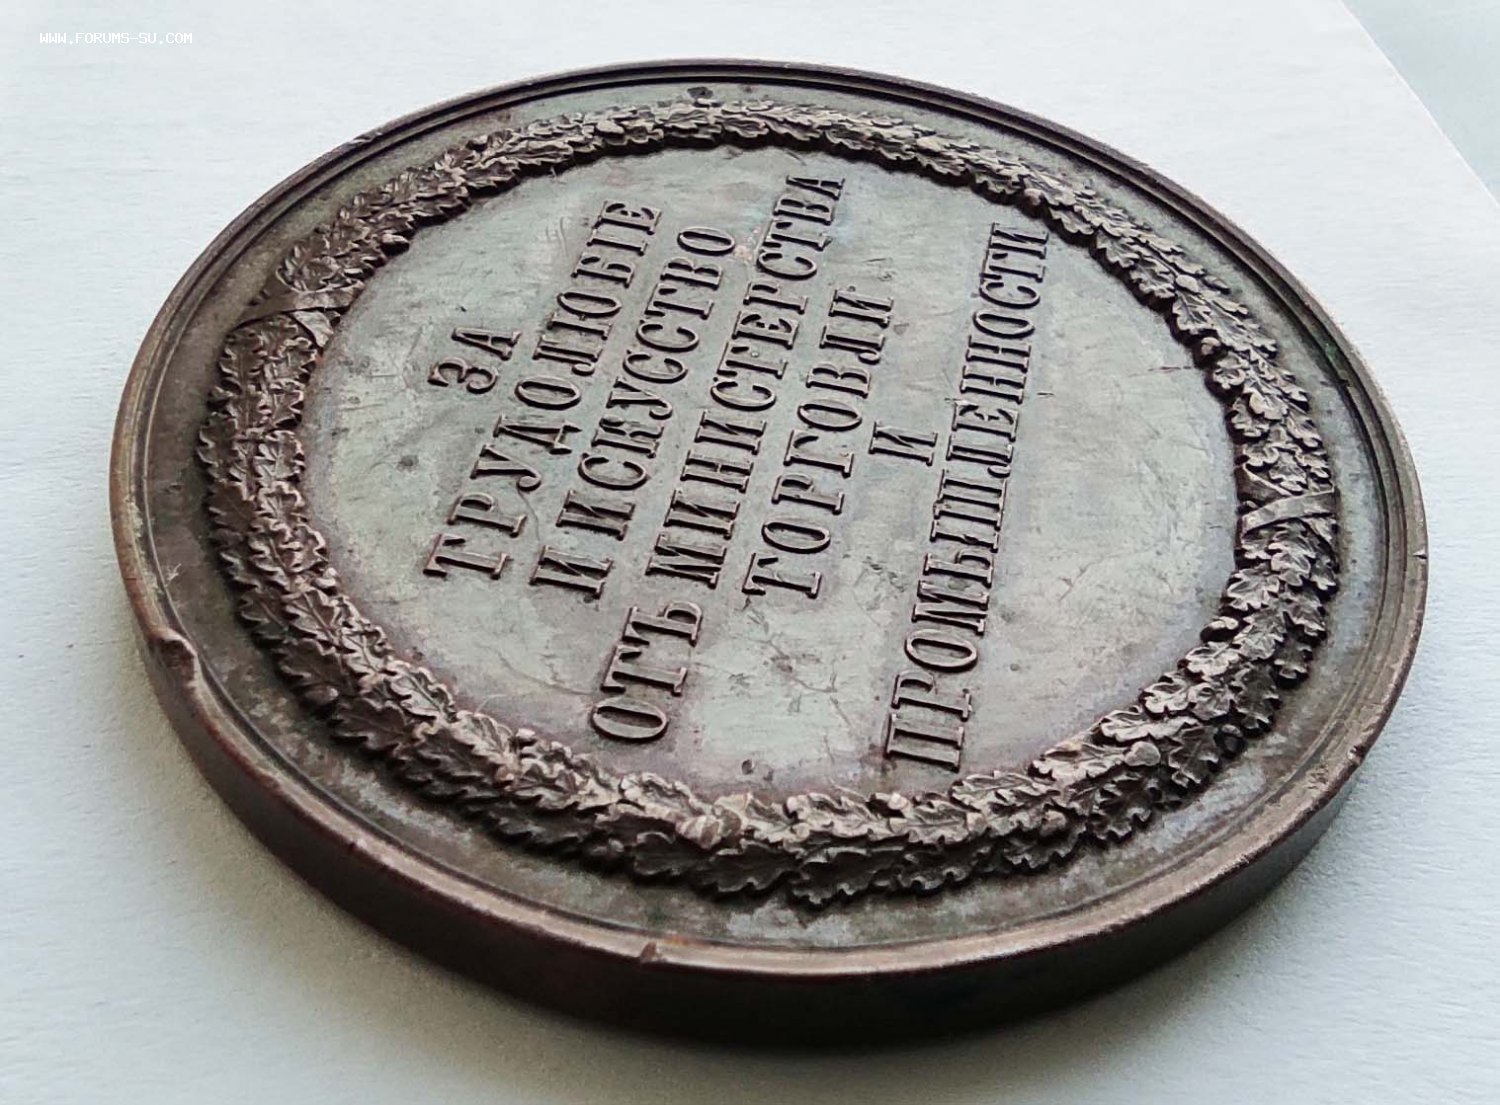 WWW.FORUMS-SU.COM
ЗА
ТРУДОЛЮБІЕ
И ИСКУССТВО
ОТЪ МИНИСТЕРСТВА
ТОРГОВЛИ
И
ПРОМЫШЛЕННОСТИ